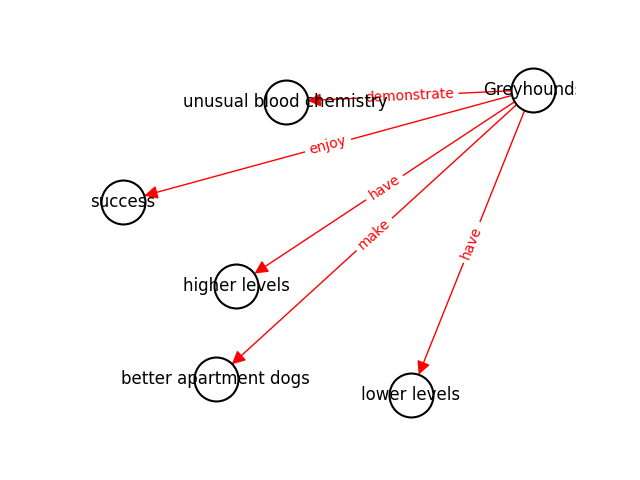 Greyhounds
demonstrate
unusual blood chemistry
enjoy
success
have
higher levels
make
better apartment dogs
have
lower levels